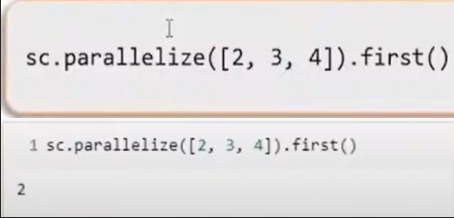 sc.parallelize([2, 3, 4]).first()
1 sc.parallelize([2, 3, 4]).first()
2